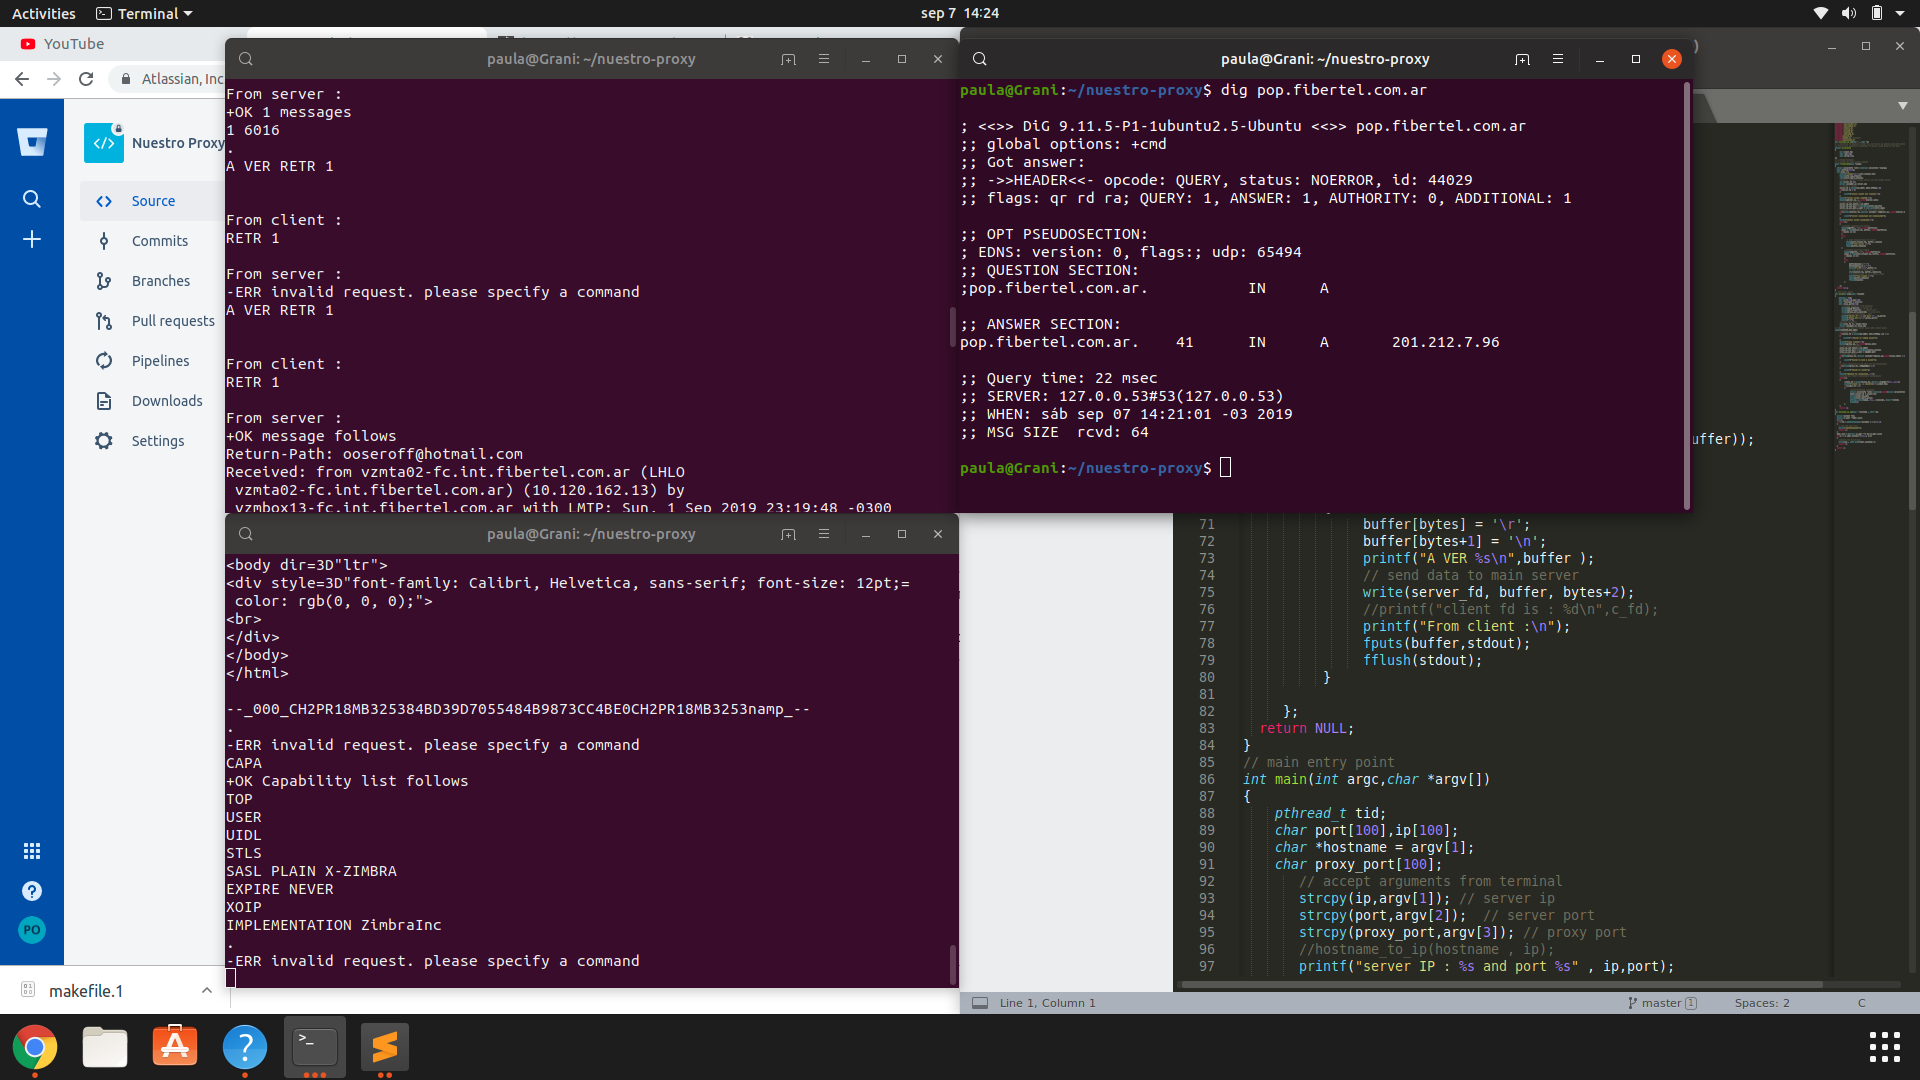 Activities
Terminal
sep 7 14:24
YouTube
Atlassian, Inc
Nuestro Proxy
Source
Commits
Branches
Pull requests
Pipelines
Downloads
Settings
PO
makefile.1
paula@Grani: ~/nuestro-proxy
From server :
+OK 1 messages
1 6016
.
A VER RETR 1
From client :
RETR 1
From server :
-ERR invalid request. please specify a command
A VER RETR 1
From client :
RETR 1
From server :
+OK message follows
Return-Path: ooseroff@hotmail.com
Received: from vzmta02-fc.int.fibertel.com.ar (LHLO
vzmta02-fc.int.fibertel.com.ar) (10.120.162.13) by
vzmbox13-fc.int.fibertel.com.ar with LMTP; Sun, 1 Sep 2019 23:19:48 -0300
paula@Grani: ~/nuestro-proxy
<body dir=3D"ltr">
<div style=3D"font-family: Calibri, Helvetica, sans-serif; font-size: 12pt;=
color: rgb(0, 0, 0);">
<br>
</div>
</body>
</html>
--_000_CH2PR18MB325384BD39D7055484B9873CC4BE0CH2PR18MB3253namp_--
.
-ERR invalid request. please specify a command
CAPA
+OK Capability list follows
TOP
USER
UIDL
STLS
SASL PLAIN X-ZIMBRA
EXPIRE NEVER
XOIP
IMPLEMENTATION ZimbraInc
.
-ERR invalid request. please specify a command
paula@Grani: ~/nuestro-proxy
paula@Grani:~/nuestro-proxy$ dig pop.fibertel.com.ar
; <<>> DiG 9.11.5-P1-1ubuntu2.5-Ubuntu <<>> pop.fibertel.com.ar
;; global options: +cmd
;; Got answer:
;; ->>HEADER<<- opcode: QUERY, status: NOERROR, id: 44029
;; flags: qr rd ra; QUERY: 1, ANSWER: 1, AUTHORITY: 0, ADDITIONAL: 1
;; OPT PSEUDOSECTION:
; EDNS: version: 0, flags:; udp: 65494
;; QUESTION SECTION:
;pop.fibertel.com.ar. IN A
;; ANSWER SECTION:
pop.fibertel.com.ar. 41 IN A 201.212.7.96
;; Query time: 22 msec
;; SERVER: 127.0.0.53#53(127.0.0.53)
;; WHEN: sáb sep 07 14:21:01 -03 2019
;; MSG SIZE rcvd: 64
paula@Grani:~/nuestro-proxy$
uffer));
71 buffer[bytes] = '\r';
72 buffer[bytes+1] = '\n';
73 printf("A VER %s\n",buffer );
74 // send data to main server
75 write(server_fd, buffer, bytes+2);
76 //printf("client fd is : %d\n",c_fd);
77 printf("From client :\n");
78 fputs(buffer,stdout);
79 fflush(stdout);
80 }
81
82 };
83 return NULL;
84 }
85 // main entry point
86 int main(int argc,char *argv[])
87 {
88 pthread_t tid;
89 char port[100],ip[100];
90 char *hostname = argv[1];
91 char proxy_port[100];
92 // accept arguments from terminal
93 strcpy(ip,argv[1]); // server ip
94 strcpy(port,argv[2]); // server port
95 strcpy(proxy_port,argv[3]); // proxy port
96 //hostname_to_ip(hostname , ip);
97 printf("server IP : %s and port %s" , ip,port);
Line 1, Column 1
master 1
Spaces: 2
C